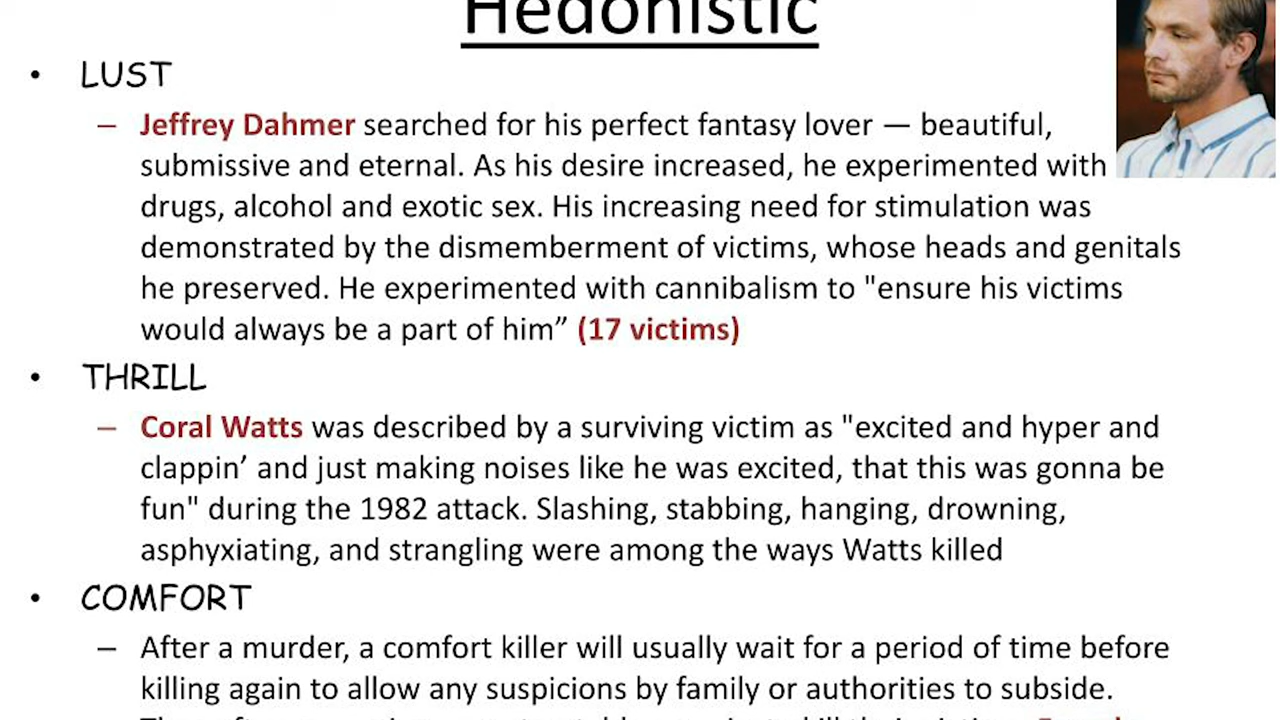 Hedonistic
• LUST
– Jeffrey Dahmer searched for his perfect fantasy lover — beautiful,
submissive and eternal. As his desire increased, he experimented with
drugs, alcohol and exotic sex. His increasing need for stimulation was
demonstrated by the dismemberment of victims, whose heads and genitals
he preserved. He experimented with cannibalism to "ensure his victims
would always be a part of him” (17 victims)
• THRILL
– Coral Watts was described by a surviving victim as "excited and hyper and
clappin’ and just making noises like he was excited, that this was gonna be
fun" during the 1982 attack. Slashing, stabbing, hanging, drowning,
asphyxiating, and strangling were among the ways Watts killed
• COMFORT
– After a murder, a comfort killer will usually wait for a period of time before
killing again to allow any suspicions by family or authorities to subside.